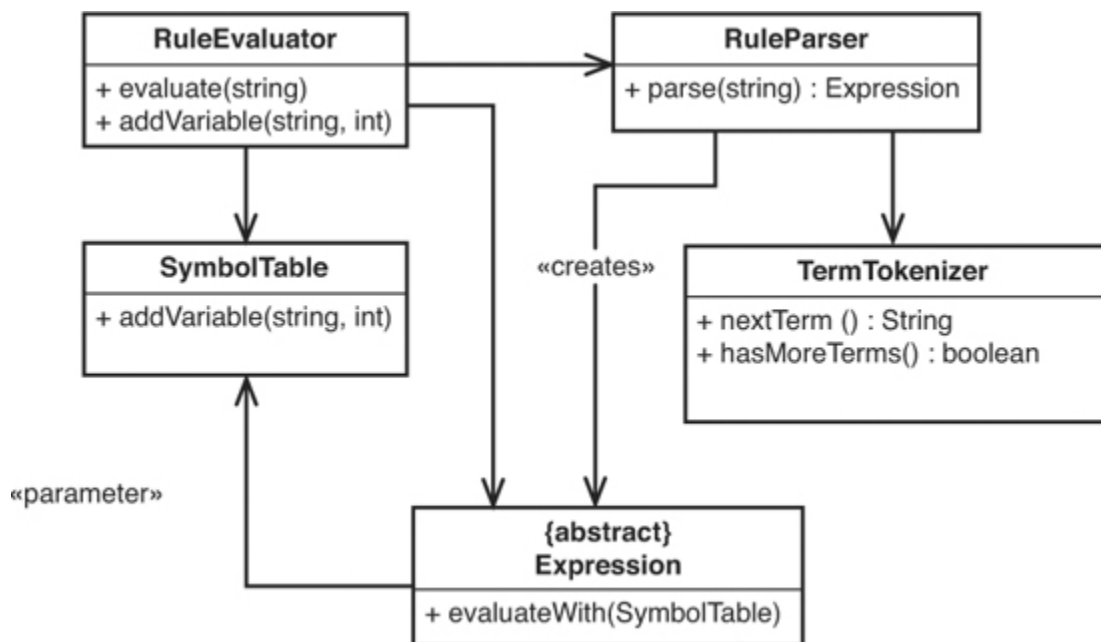 RuleEvaluator
+ evaluate(string)
+ addVariable(string, int)
RuleParser
+ parse(string) : Expression
SymbolTable
+ addVariable(string, int)
«creates»
TermTokenizer
+ nextTerm () : String
+ hasMoreTerms() : boolean
«parameter»
{abstract}
Expression
+ evaluateWith(SymbolTable)